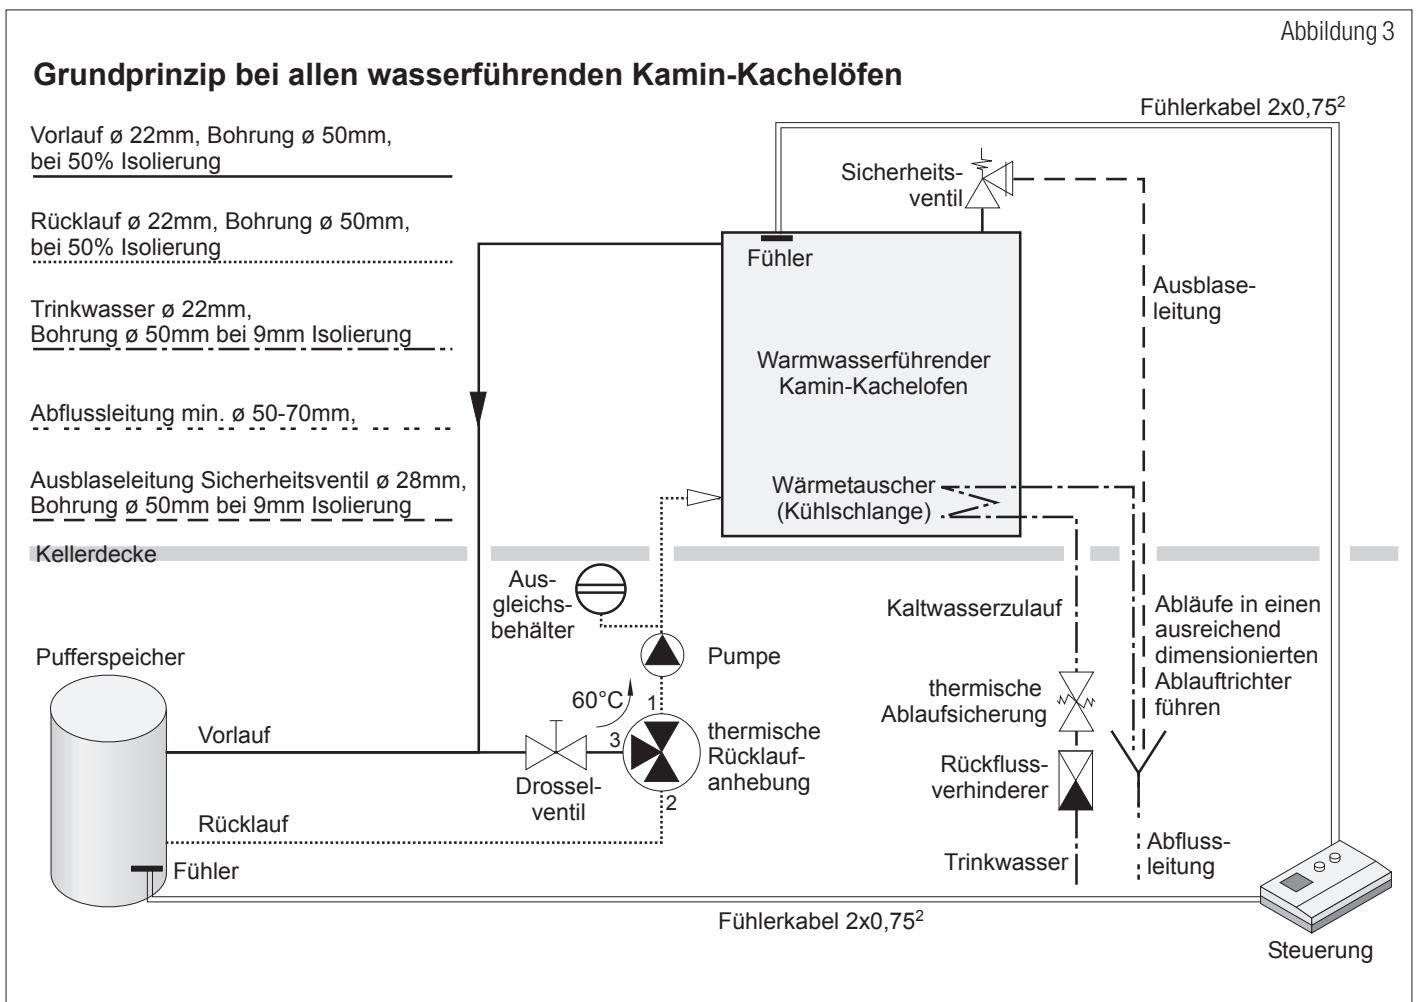 Abbildung 3
Grundprinzip bei allen wasserführenden Kamin-Kachelöfen
Fühlerkabel 2x0,75²
Vorlauf ø 22mm, Bohrung ø 50mm,
bei 50% Isolierung
Rücklauf ø 22mm, Bohrung ø 50mm,
bei 50% Isolierung
Trinkwasser ø 22mm,
Bohrung ø 50mm bei 9mm Isolierung
Abflussleitung min. ø 50-70mm,
Ausblaseleitung Sicherheitsventil ø 28mm,
Bohrung ø 50mm bei 9mm Isolierung
Kellerdecke
Sicherheits-
ventil
Fühler
Ausblase-
leitung
Warmwasserführender
Kamin-Kachelofen
Wärmetauscher
(Kühlschlange)
Aus-
gleichs-
behälter
Pumpe
Kaltwasserzulauf
Abläufe in einen
ausreichend
dimensionierten
Ablauftrichter
führen
Pufferspeicher
60°C
1
3
2
thermische
Rücklauf-
anhebung
thermische
Ablaufsicherung
Vorlauf
Drossel-
ventil
Rückfluss-
verhinderer
Rücklauf
Fühler
Trinkwasser
Abfluss-
leitung
Fühlerkabel 2x0,75²
Steuerung